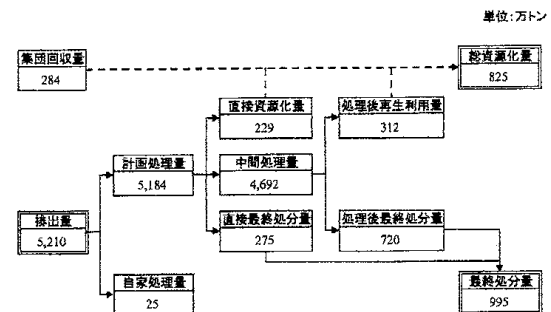 単位:万トン
集団回収量
284
総資源化量
825
直接資源化量
229
処理後再生利用量
312
計画処理量
5,184
中間処理量
4,692
排出量
5,210
直接最終処分量
275
処理後最終処分量
720
自家処理量
25
最終処分量
995